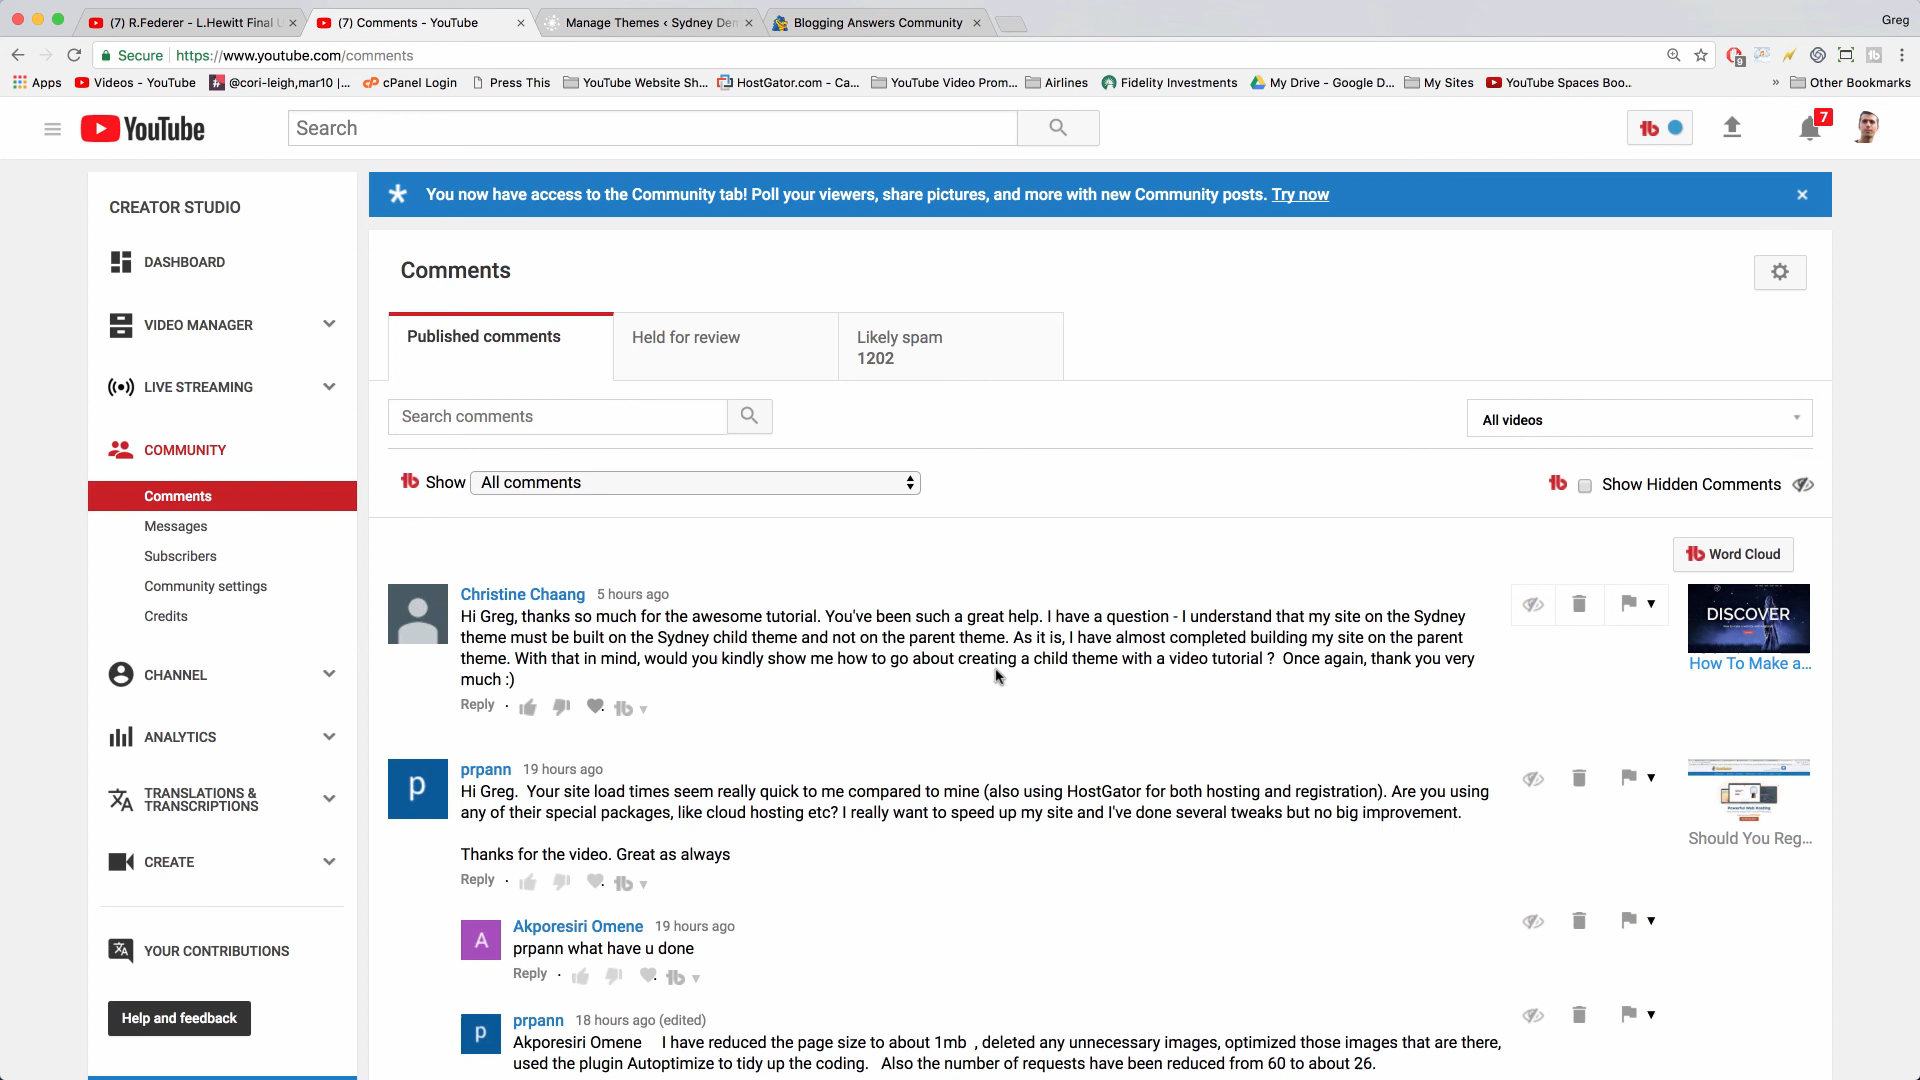 (7) R.Federer - L.Hewitt Final U
(7) Comments - YouTube
Manage Themes ‹ Sydney Dem
Blogging Answers Community
Greg
Secure
https://www.youtube.com/comments
9
Apps
Videos - YouTube
@cori-leigh,mar10 |...
cPanel Login
Press This
YouTube Website Sh...
HostGator.com - Ca...
YouTube Video Prom...
Airlines
Fidelity Investments
My Drive - Google D...
My Sites
YouTube Spaces Boo...
»
Other Bookmarks
YouTube
Search
tb
7
CREATOR STUDIO
DASHBOARD
VIDEO MANAGER
LIVE STREAMING
COMMUNITY
Comments
Messages
Subscribers
Community settings
Credits
CHANNEL
ANALYTICS
TRANSLATIONS &
TRANSCRIPTIONS
CREATE
YOUR CONTRIBUTIONS
Help and feedback
You now have access to the Community tab! Poll your viewers, share pictures, and more with new Community posts. Try now
Comments
Published comments
Held for review
Likely spam
1202
Search comments
All videos
tb Show All comments
tb Show Hidden Comments
tb Word Cloud
Christine Chaang 5 hours ago
Hi Greg, thanks so much for the awesome tutorial. You've been such a great help. I have a question - I understand that my site on the Sydney
theme must be built on the Sydney child theme and not on the parent theme. As it is, I have almost completed building my site on the parent
theme. With that in mind, would you kindly show me how to go about creating a child theme with a video tutorial ? Once again, thank you very
much :)
Reply · tb
DISCOVER
How To Make a...
p
prpann 19 hours ago
Hi Greg. Your site load times seem really quick to me compared to mine (also using HostGator for both hosting and registration). Are you using
any of their special packages, like cloud hosting etc? I really want to speed up my site and I've done several tweaks but no big improvement.
Thanks for the video. Great as always
Reply · tb
Should You Reg...
A
Akporesiri Omene 19 hours ago
prpann what have u done
Reply · tb
p
prpann 18 hours ago (edited)
Akporesiri Omene I have reduced the page size to about 1mb , deleted any unnecessary images, optimized those images that are there,
used the plugin Autoptimize to tidy up the coding. Also the number of requests have been reduced from 60 to about 26.